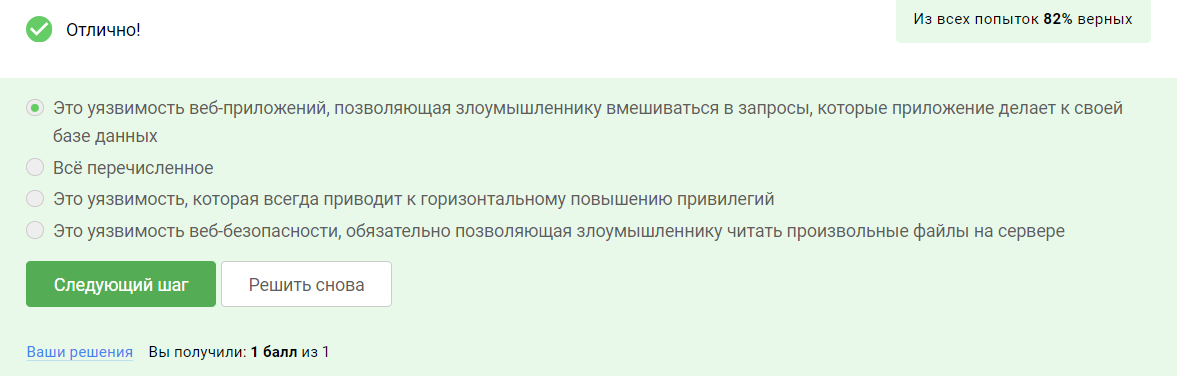 Отлично!
Из всех попыток 82% верных
Это уязвимость веб-приложений, позволяющая злоумышленнику вмешиваться в запросы, которые приложение делает к своей
базе данных
Всё перечисленное
Это уязвимость, которая всегда приводит к горизонтальному повышению привилегий
Это уязвимость веб-безопасности, обязательно позволяющая злоумышленнику читать произвольные файлы на сервере
Следующий шаг
Решить снова
Ваши решения Вы получили: 1 балл из 1